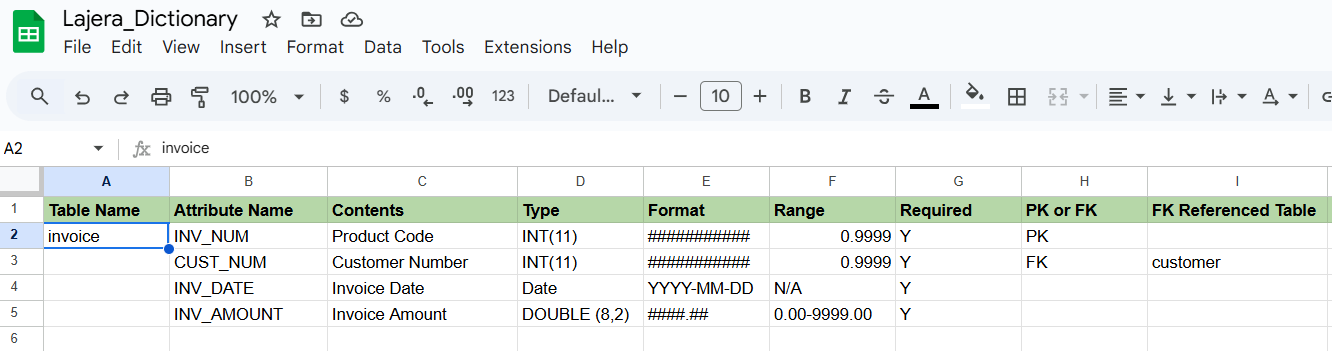 Lajera_Dictionary
File Edit View Insert Format Data Tools Extensions Help
100% $ % .0 .00 123 Defaul... 10 B I A A
A2 fx invoice
A B C D E F G H I
1 Table Name Attribute Name Contents Type Format Range Required PK or FK FK Referenced Table
2 invoice INV_NUM Product Code INT(11) ########### 0.9999 Y PK
3 CUST_NUM Customer Number INT(11) ########### 0.9999 Y FK customer
4 INV_DATE Invoice Date Date YYYY-MM-DD N/A Y
5 INV_AMOUNT Invoice Amount DOUBLE (8,2) ####.## 0.00-9999.00 Y
6